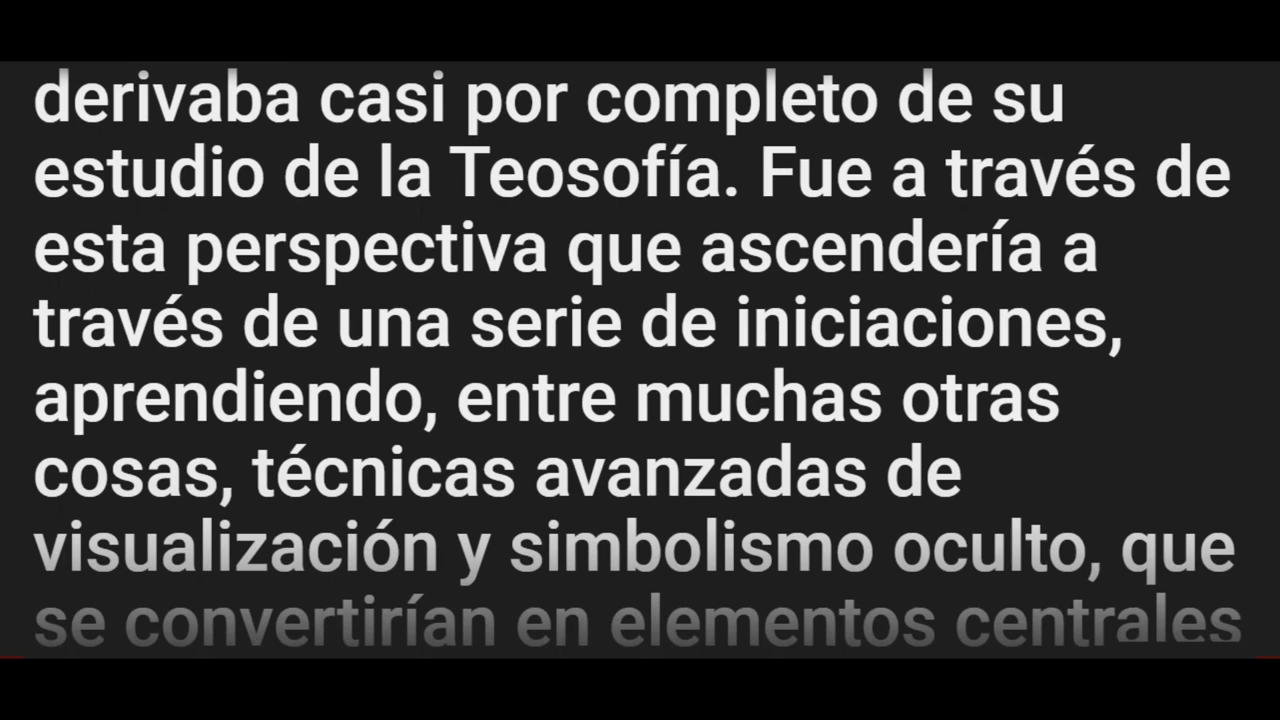 derivaba casi por completo de su
estudio de la Teosofía. Fue a través de
esta perspectiva que ascendería a
través de una serie de iniciaciones,
aprendiendo, entre muchas otras
cosas, técnicas avanzadas de
visualización y simbolismo oculto, que
se convertirían en elementos centrales